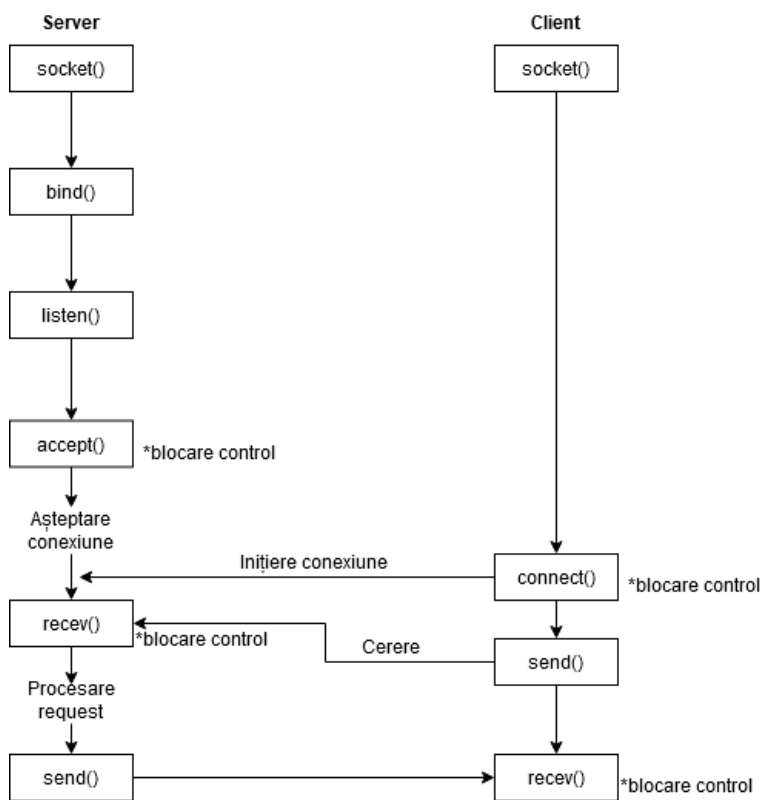 Server
Client
socket()
socket()
bind()
listen()
accept()
*blocare control
Așteptare
conexiune
Inițiere conexiune
connect()
*blocare control
recev()
*blocare control
Cerere
send()
Procesare
request
send()
recev()
*blocare control